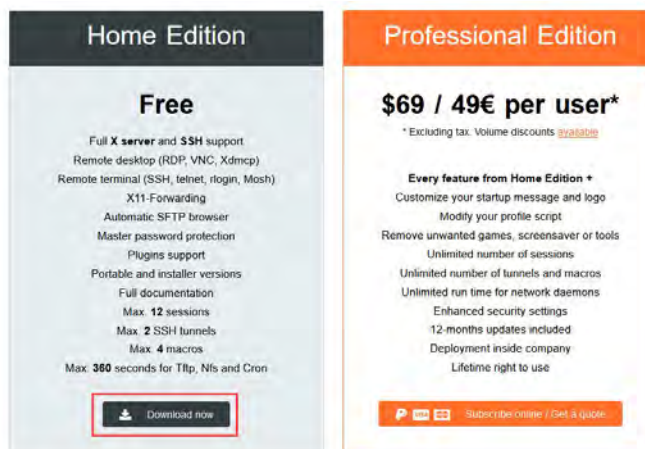 Home Edition
Free
Full X server and SSH support
Remote desktop (RDP, VNC, Xdmcp)
Remote terminal (SSH, telnet, rlogin, Mosh)
X11-Forwarding
Automatic SFTP browser
Master password protection
Plugins support
Portable and installer versions
Full documentation
Max. 12 sessions
Max. 2 SSH tunnels
Max. 4 macros
Max. 360 seconds for Tftp, Nfs and Cron
Download now
Professional Edition
$69 / 49€ per user*
* Excluding tax. Volume discounts available
Every feature from Home Edition +
Customize your startup message and logo
Modify your profile script
Remove unwanted games, screensaver or tools
Unlimited number of sessions
Unlimited number of tunnels and macros
Unlimited run time for network daemons
Enhanced security settings
12-months updates included
Deployment inside company
Lifetime right to use
VISA Subscribe online / Get a quote